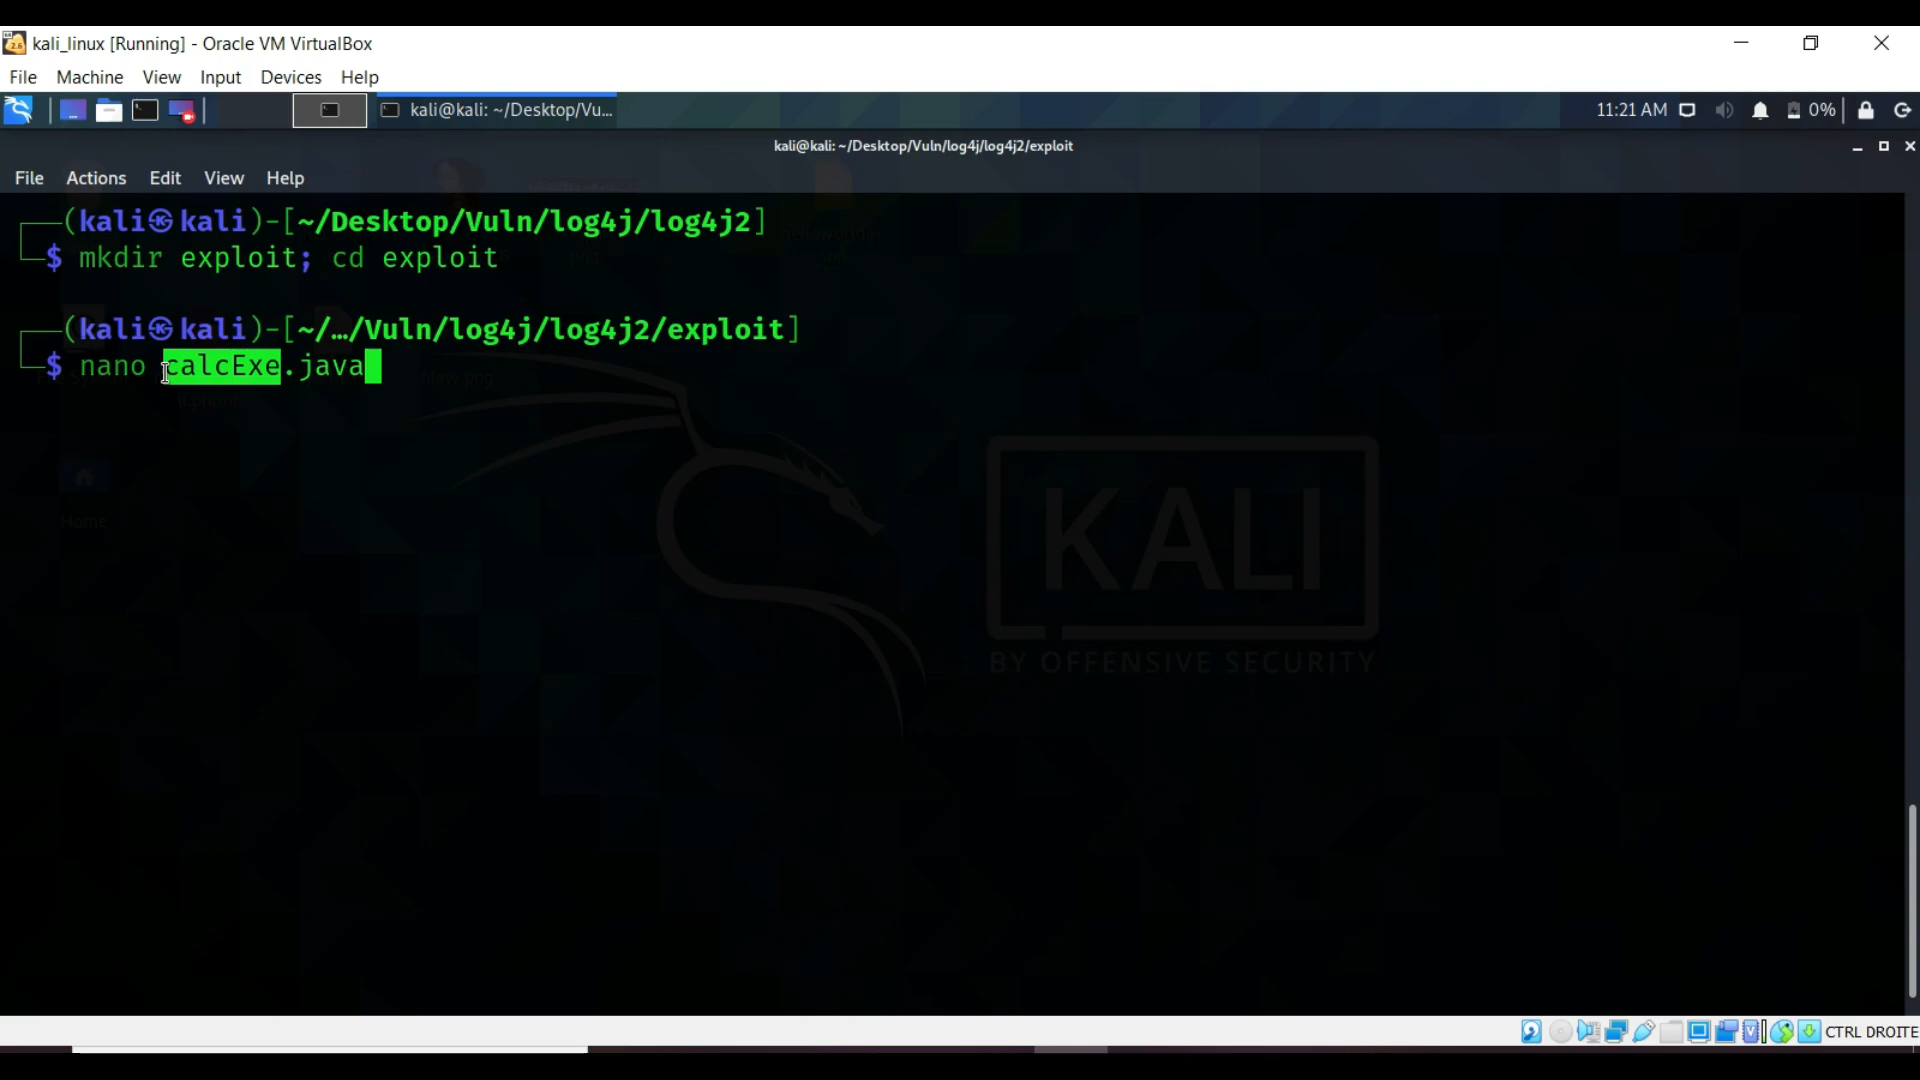 kali_linux [Running] - Oracle VM VirtualBox
File Machine View Input Devices Help
kali@kali: ~/Desktop/Vu... 11:21 AM 0%
kali@kali: ~/Desktop/Vuln/log4j/log4j2/exploit
File Actions Edit View Help
┌──(kali㉿kali)-[~/Desktop/Vuln/log4j/log4j2]
└─$ mkdir exploit; cd exploit
┌──(kali㉿kali)-[~/…/Vuln/log4j/log4j2/exploit]
└─$ nano calcExe.java
Home
KALI
BY OFFENSIVE SECURITY
CTRL DROITE